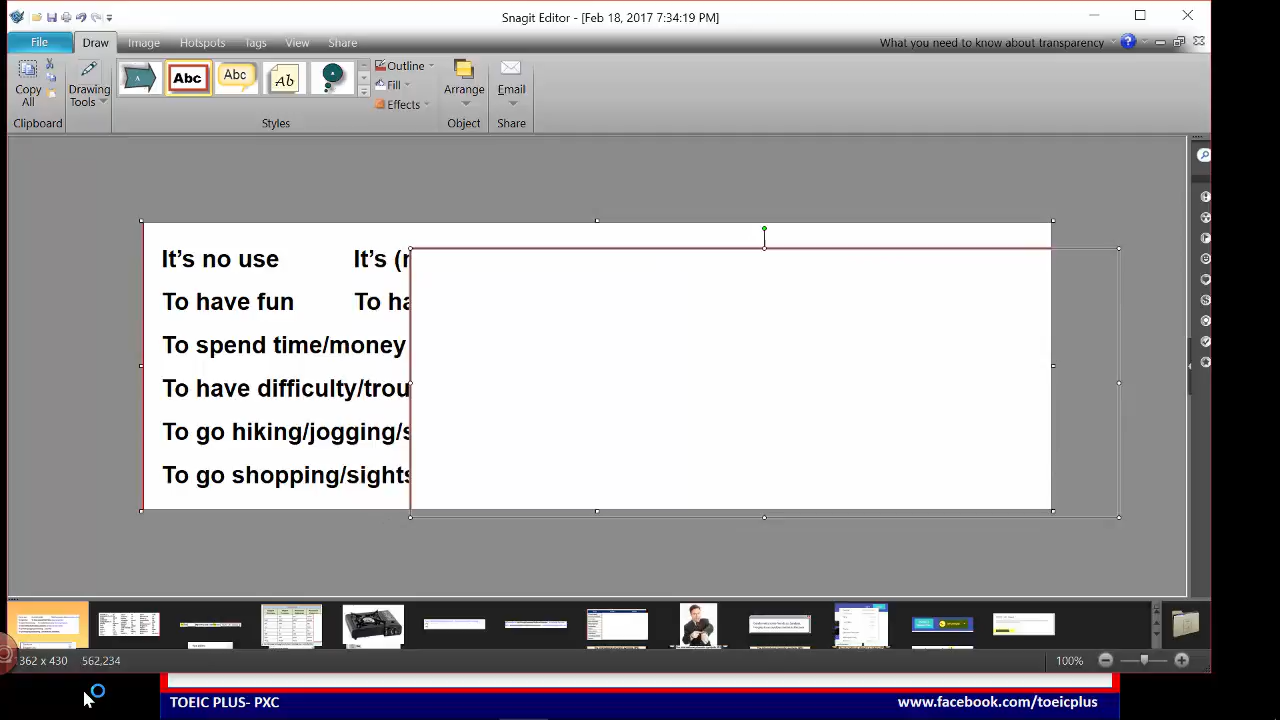 Snagit Editor - [Feb 18, 2017 7:34:19 PM]
File Draw Image Hotspots Tags View Share
What you need to know about transparency
Copy All
Drawing Tools
Abc Abc Ab
Outline
Fill
Effects
Arrange
Email
Clipboard Styles Object Share
It's no use It's (
To have fun To ha
To spend time/money
To have difficulty/trou
To go hiking/jogging/s
To go shopping/sights
362 x 430 562,234
100%
TOEIC PLUS- PXC
www.facebook.com/toeicplus